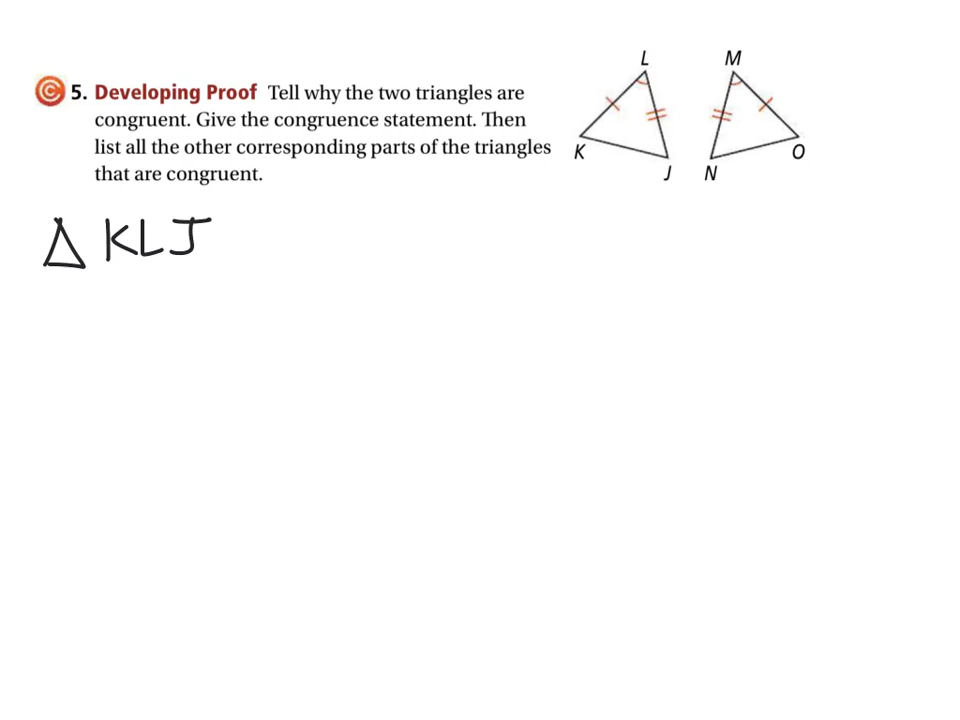 © 5. Developing Proof Tell why the two triangles are
congruent. Give the congruence statement. Then
list all the other corresponding parts of the triangles
that are congruent.
L M
K O
J N
Δ KLJ